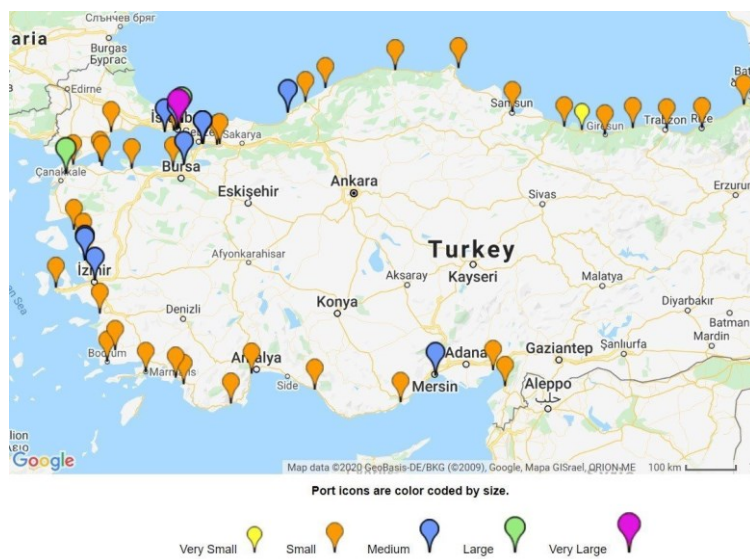 Слънчев бряг
aria
Burgas
Бургас
Edirne
Sakarya
Çanakkale
Bursa
Samsun
Giresun
Trabzon
Rize
Bat
Eskişehir
Ankara
Sivas
Erzurum
İzmir
Afyonkarahisar
Turkey
Kayseri
Aksaray
Malatya
Denizli
Konya
Diyarbakır
Batman
Mardin
Bodrum
Marmaris
Antalya
Side
Mersin
Adana
Gaziantep
Şanlıurfa
Aleppo
حلب
lion
Google
Map data ©2020 GeoBasis-DE/BKG (©2009), Google, Mapa GISrael, ORION-ME 100 km
Port icons are color coded by size.
Very Small Small Medium Large Very Large